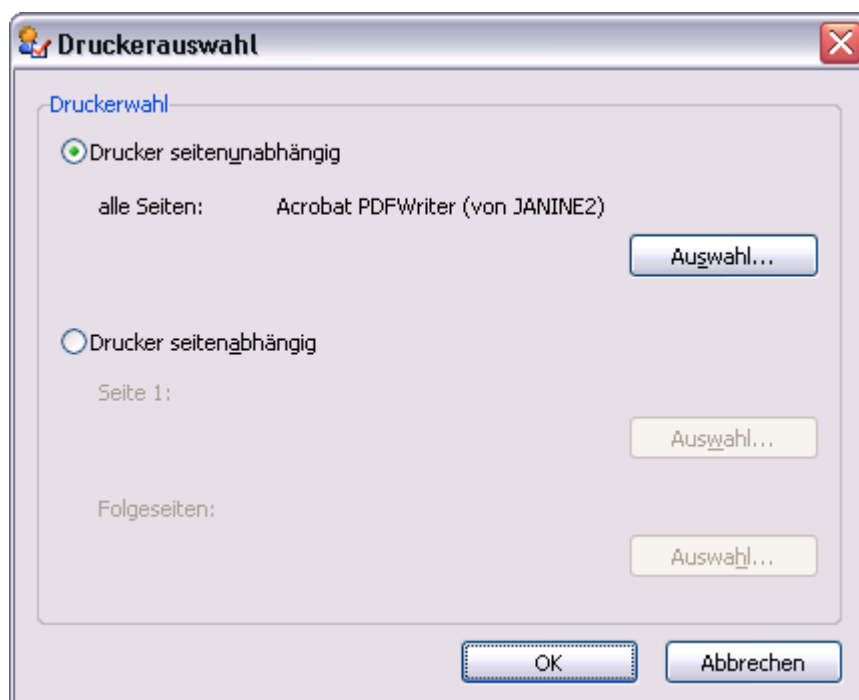 Druckerauswahl
Druckerwahl
Drucker seitenunabhängig
alle Seiten: Acrobat PDFWriter (von JANINE2)
Auswahl...
Drucker seitenabhängig
Seite 1:
Auswahl...
Folgeseiten:
Auswahl...
OK Abbrechen